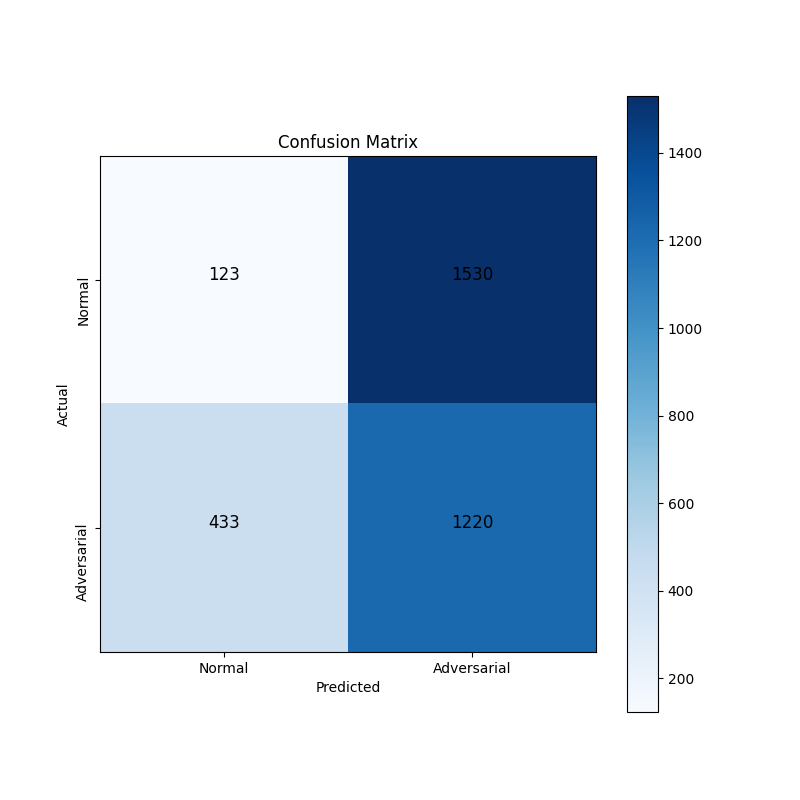 Confusion Matrix
Normal
Adversarial
Actual
123
1530
433
1220
Normal
Adversarial
Predicted
1400
1200
1000
800
600
400
200